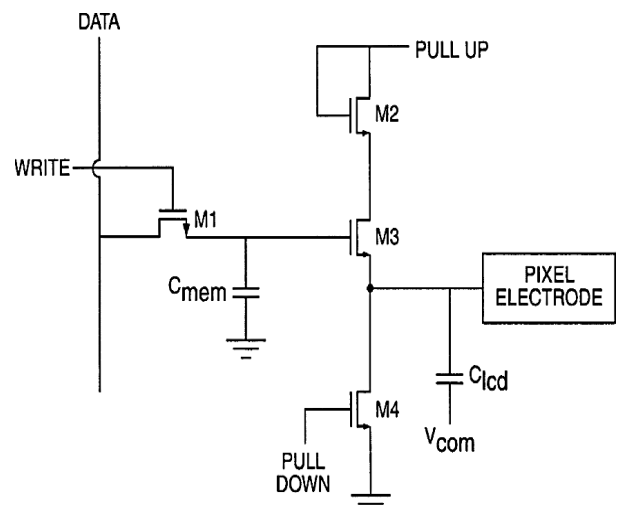 DATA
PULL UP
M2
WRITE
M1
M3
Cmem
PIXEL
ELECTRODE
Clcd
M4
Vcom
PULL
DOWN